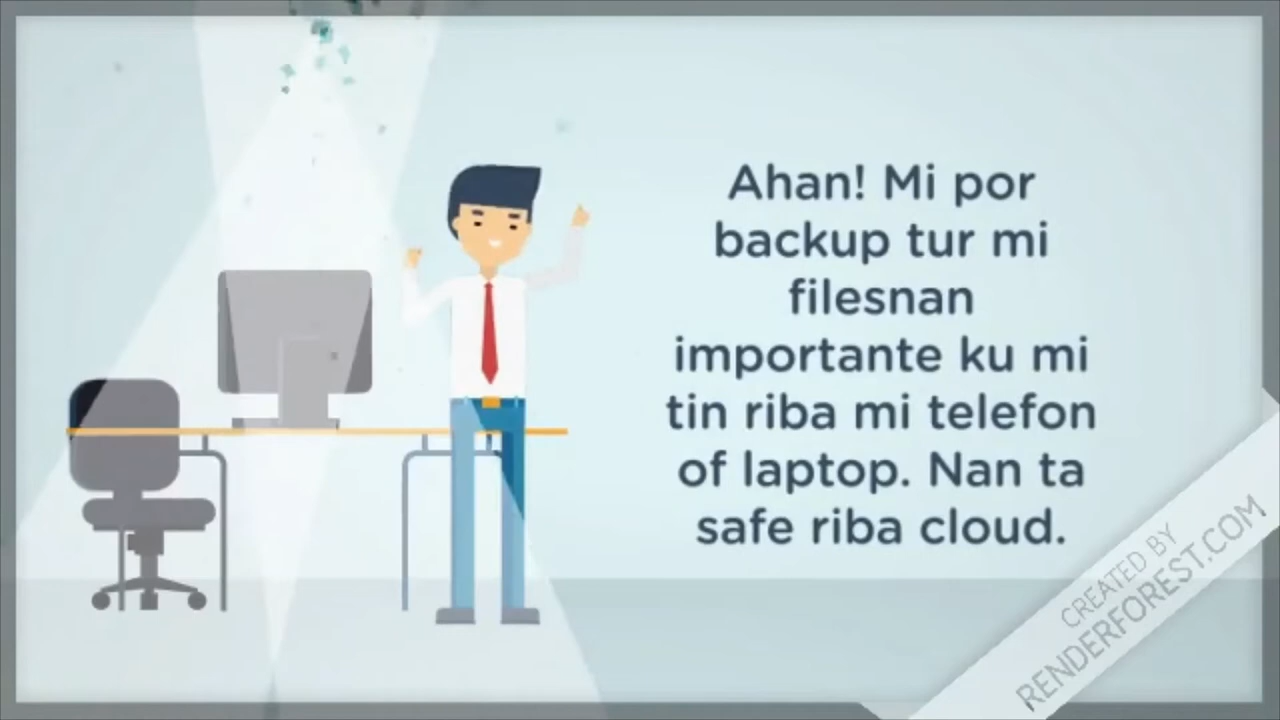 Ahan! Mi por
backup tur mi
filesnan
importante ku mi
tin riba mi telefon
of laptop. Nan ta
safe riba cloud.
CREATED BY
RENDERFOREST.COM